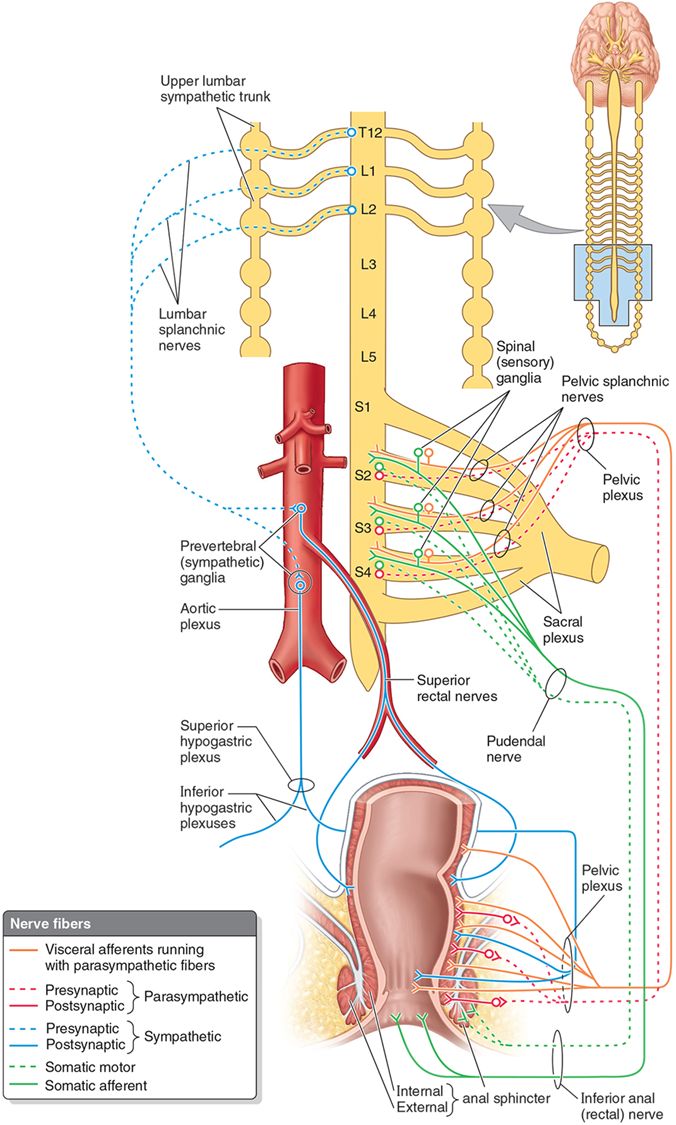 Upper lumbar
sympathetic trunk
T12
L1
L2
L3
L4
L5
Lumbar
splanchnic
nerves
Spinal
(sensory)
ganglia
Pelvic splanchnic
nerves
S1
S2
S3
S4
Pelvic
plexus
Prevertebral
(sympathetic)
ganglia
Aortic
plexus
Sacral
plexus
Superior
rectal nerves
Pudendal
nerve
Superior
hypogastric
plexus
Inferior
hypogastric
plexuses
Pelvic
plexus
Nerve fibers
Visceral afferents running
with parasympathetic fibers
Presynaptic
Postsynaptic
Parasympathetic
Presynaptic
Postsynaptic
Sympathetic
Somatic motor
Somatic afferent
Internal
External
anal sphincter
Inferior anal
(rectal) nerve